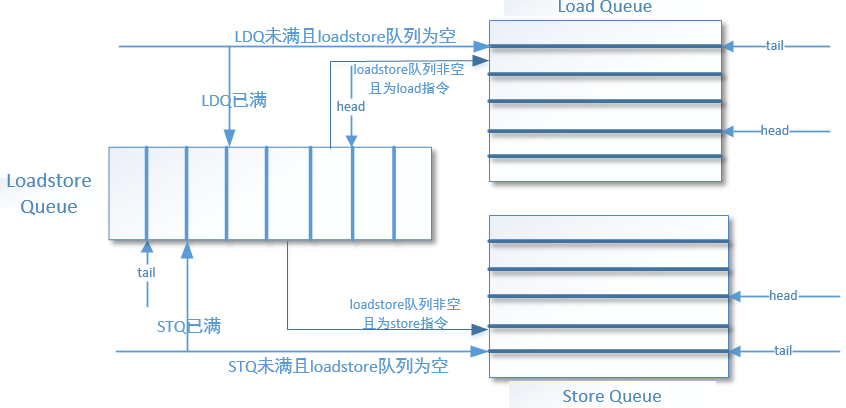 Load Queue
LDQ未满且loadstore队列为空
tail
loadstore队列非空
且为load指令
LDQ已满
head
head
Loadstore
Queue
tail
loadstore队列非空
且为store指令
head
STQ已满
tail
STQ未满且loadstore队列为空
Store Queue